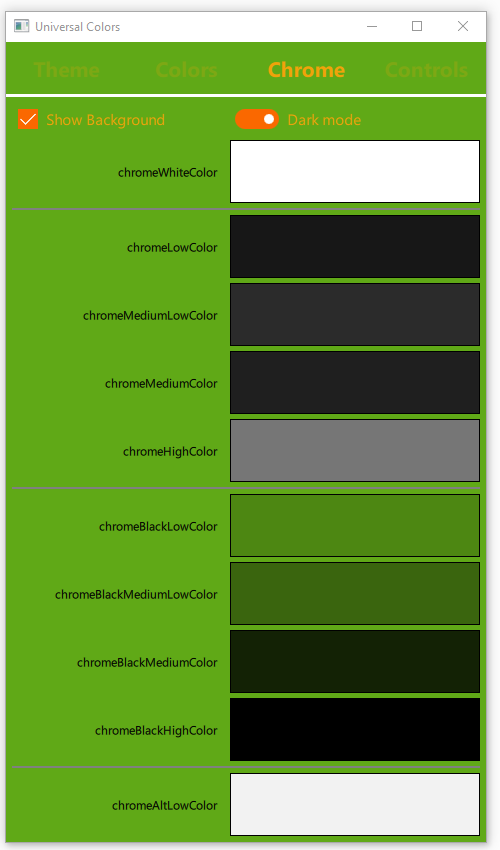 Universal Colors
Theme Colors Chrome Controls
Show Background Dark mode
chromeWhiteColor
chromeLowColor
chromeMediumLowColor
chromeMediumColor
chromeHighColor
chromeBlackLowColor
chromeBlackMediumLowColor
chromeBlackMediumColor
chromeBlackHighColor
chromeAltLowColor